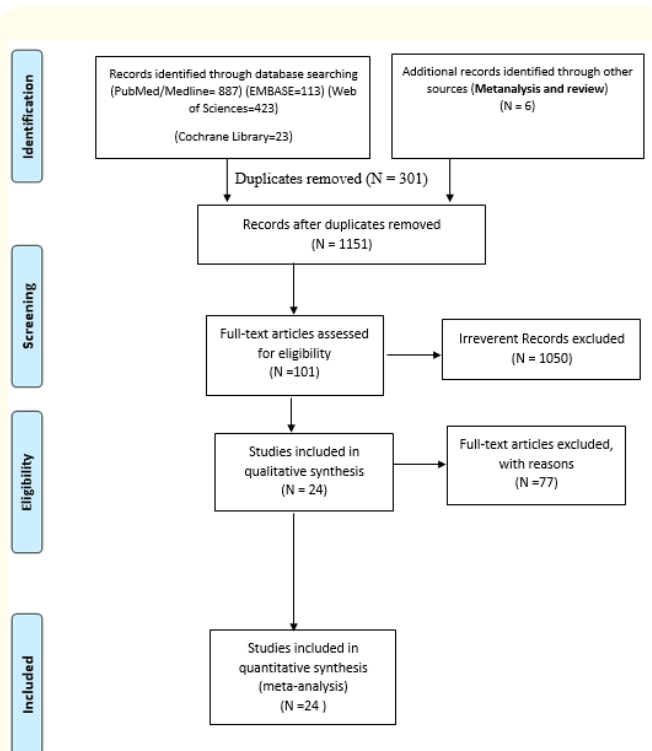 Identification
Records identified through database searching
(PubMed/Medline= 887) (EMBASE=113) (Web
of Sciences=423)
(Cochrane Library=23)
Additional records identified through other
sources (Metanalysis and review)
(N = 6)
Duplicates removed (N = 301)
Records after duplicates removed
(N = 1151)
Screening
Full-text articles assessed
for eligibility
(N =101)
Irreverent Records excluded
(N = 1050)
Eligibility
Studies included in
qualitative synthesis
(N = 24)
Full-text articles excluded,
with reasons
(N =77)
Included
Studies included in
quantitative synthesis
(meta-analysis)
(N =24 )